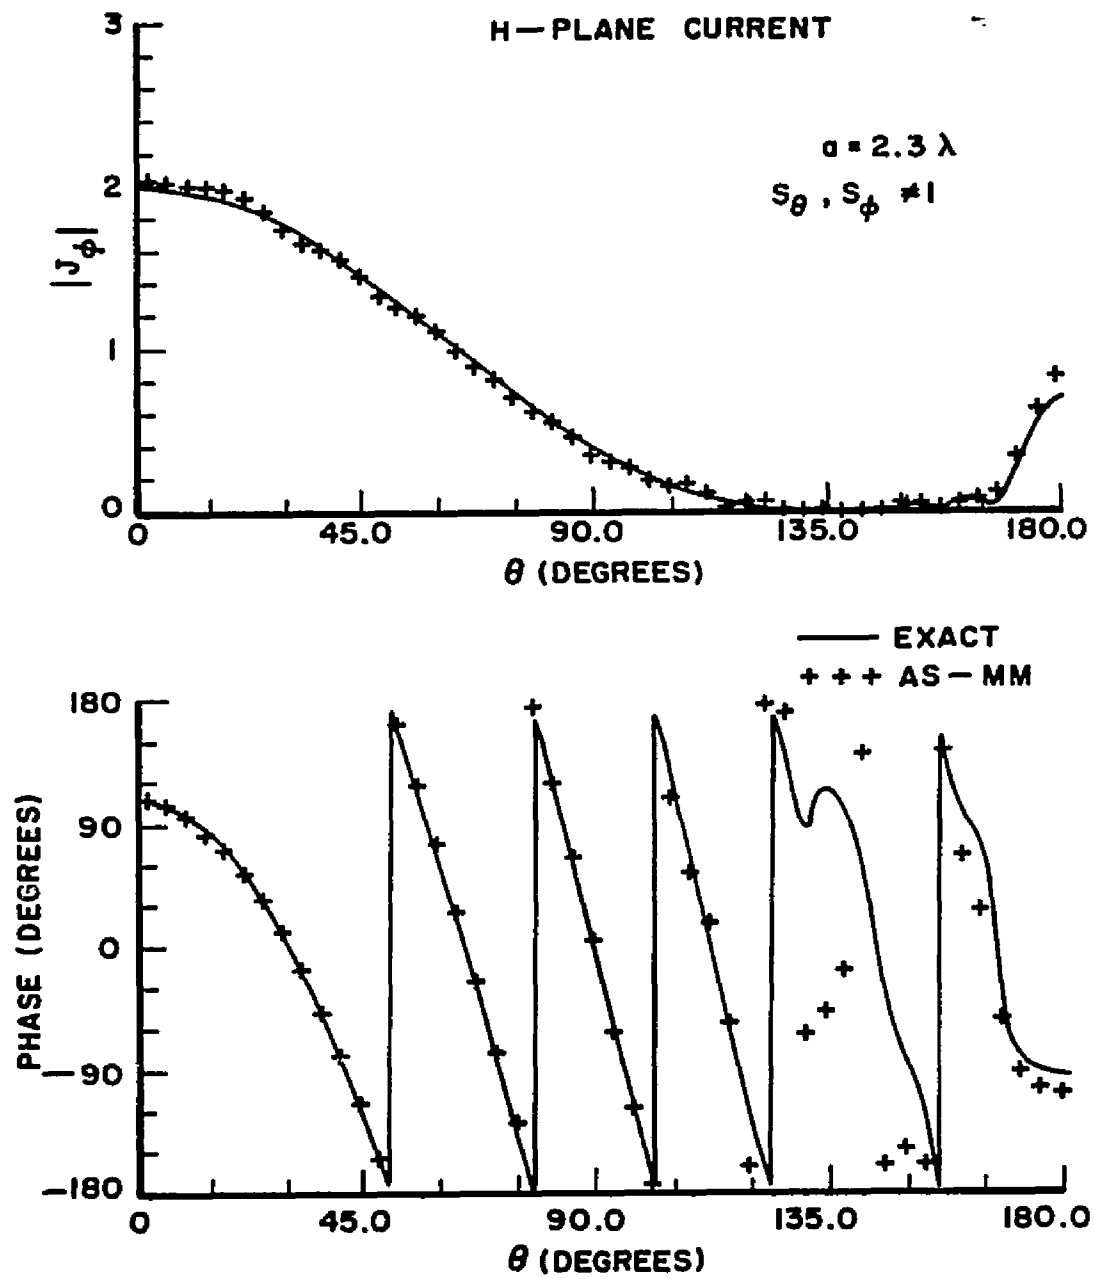 H-PLANE CURRENT
3
2
1
0
|J_ϕ|
a = 2.3 λ
S_θ , S_ϕ ≠ 1
0 45.0 90.0 135.0 180.0
θ (DEGREES)
—— EXACT
+ + + AS-MM
180
90
0
-90
-180
PHASE (DEGREES)
0 45.0 90.0 135.0 180.0
θ (DEGREES)